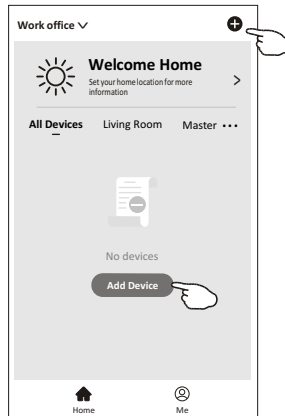 Work office
Welcome Home
Set your home location for more
information
All Devices Living Room Master
No devices
Add Device
Home Me